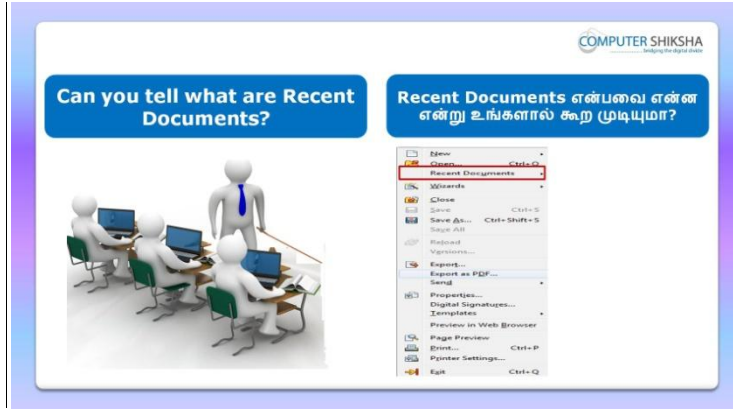 COMPUTER SHIKSHA
Bridging the digital divide
Can you tell what are Recent
Documents?
Recent Documents என்பவை என்ன
என்று உங்களால் கூற முடியுமா?
New
Open... Ctrl+O
Recent Documents
Wizards
Close
Save Ctrl+S
Save As... Ctrl+Shift+S
Save All
Reload
Versions...
Export...
Export as PDF...
Send
Properties...
Digital Signatures...
Templates
Preview in Web Browser
Page Preview
Print... Ctrl+P
Printer Settings...
Exit Ctrl+Q